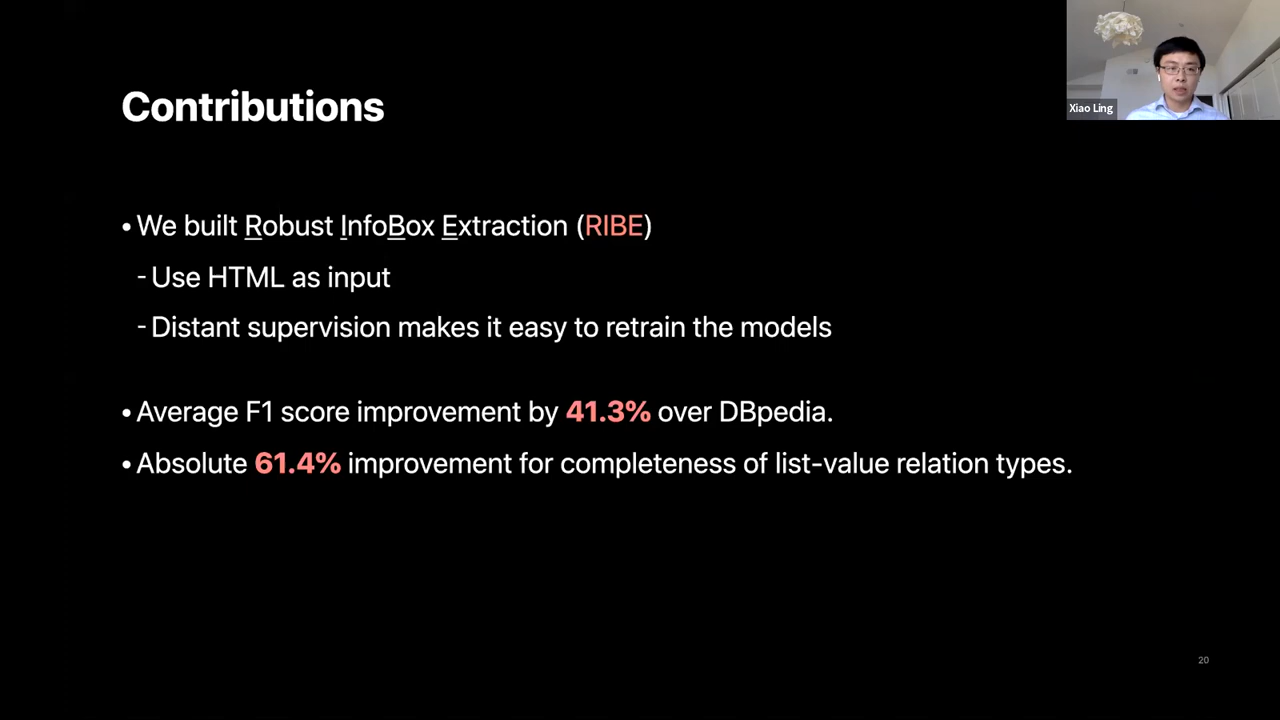 Contributions
Xiao Ling
• We built Robust InfoBox Extraction (RIBE)
- Use HTML as input
- Distant supervision makes it easy to retrain the models
• Average F1 score improvement by 41.3% over DBpedia.
• Absolute 61.4% improvement for completeness of list-value relation types.
20